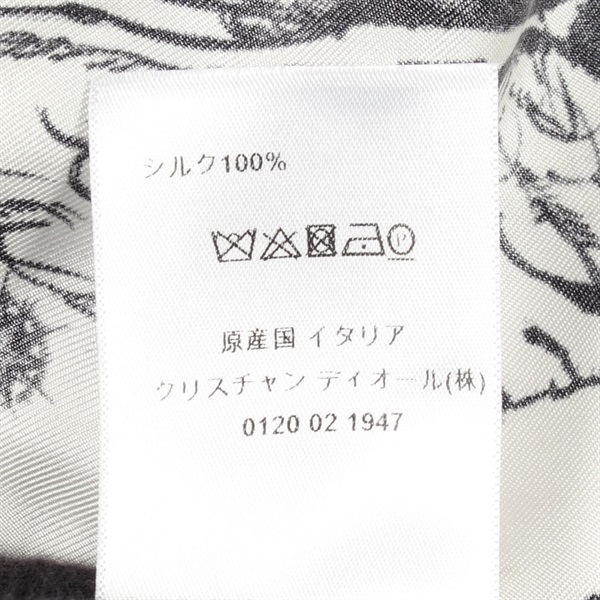 シルク100%
P
原産国 イタリア
クリスチャン ディオール(株)
0120 02 1947